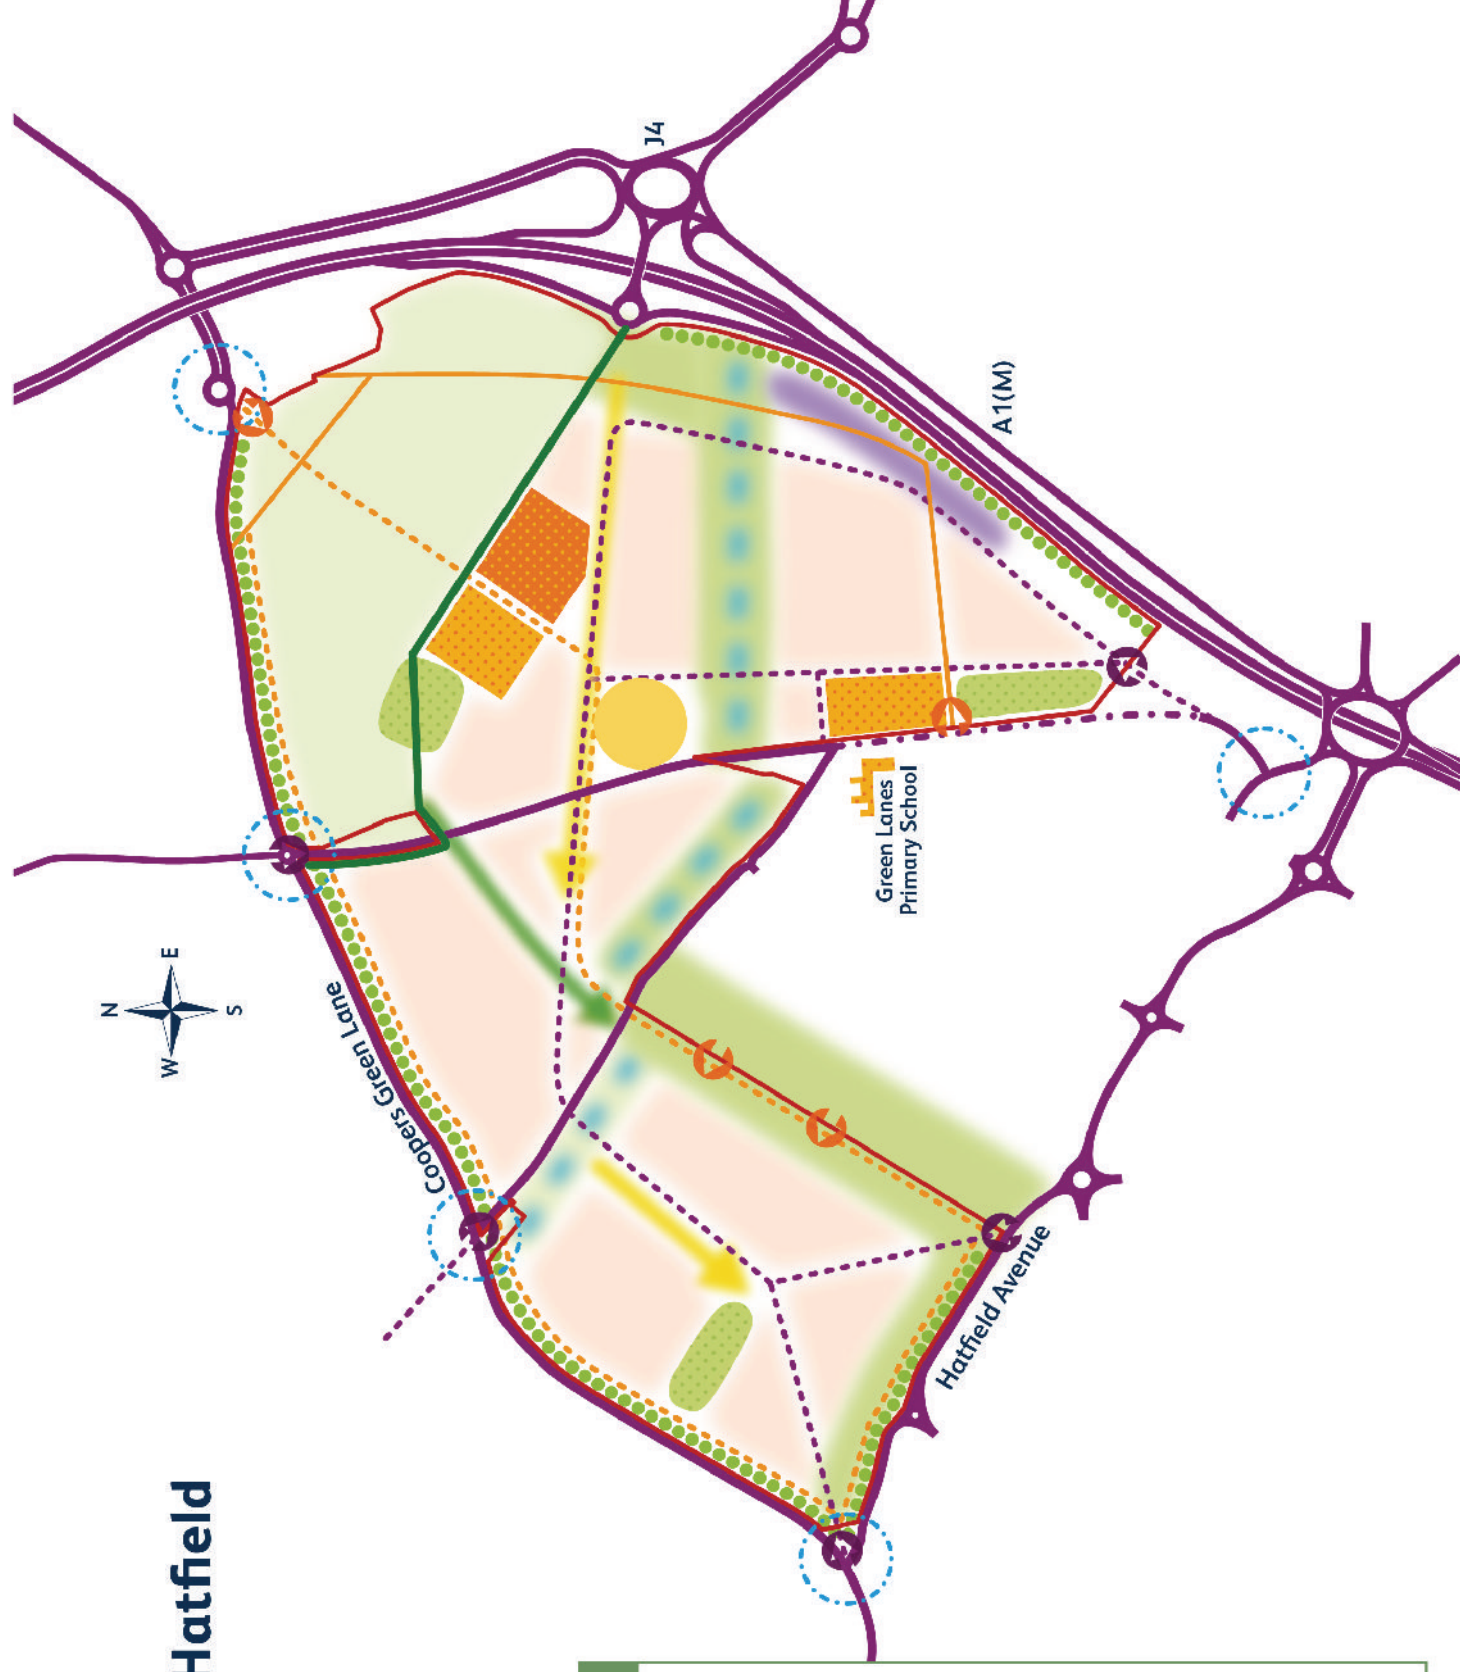 Hatfield
N
E
S
W
J4
A1(M)
Coopers Green Lane
Green Lanes
Primary School
Hatfield Avenue